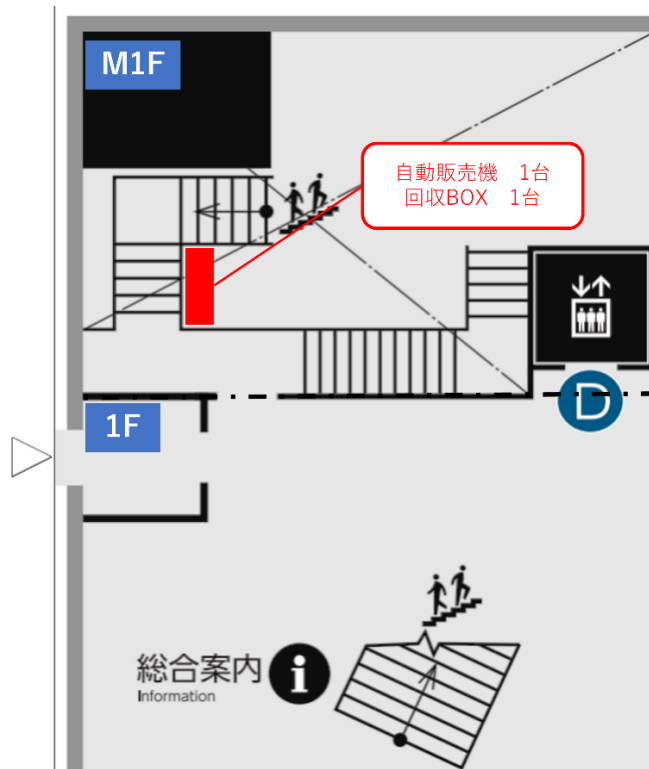 M1F
自動販売機 1台
回収BOX 1台
D
1F
総合案内 i
Information